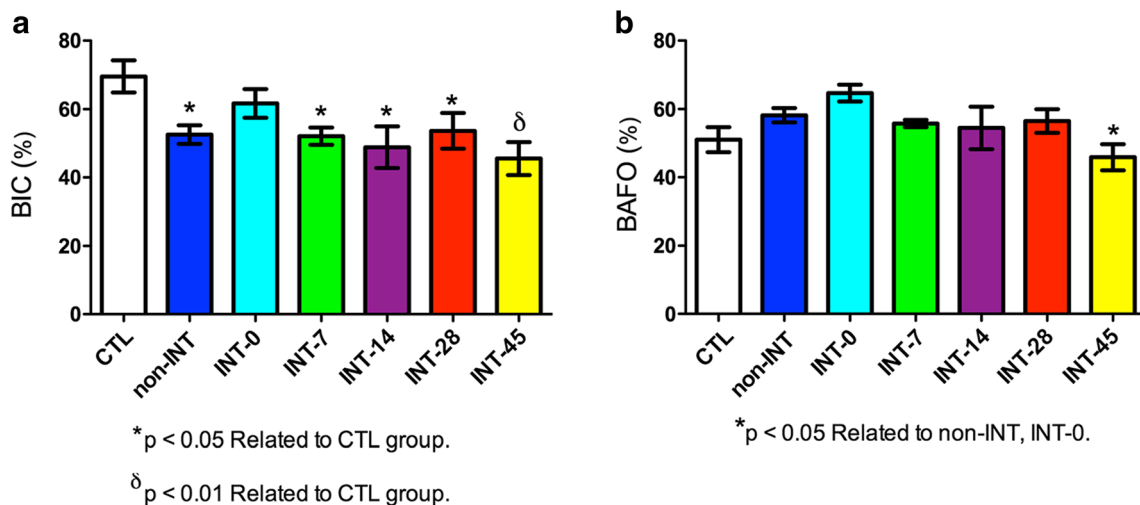 a
80
60
40
20
0
BIC (%)
* * * * δ
CTL non-INT INT-0 INT-7 INT-14 INT-28 INT-45
*p < 0.05 Related to CTL group.
δp < 0.01 Related to CTL group.
b
80
60
40
20
0
BAFO (%)
*
CTL non-INT INT-0 INT-7 INT-14 INT-28 INT-45
*p < 0.05 Related to non-INT, INT-0.